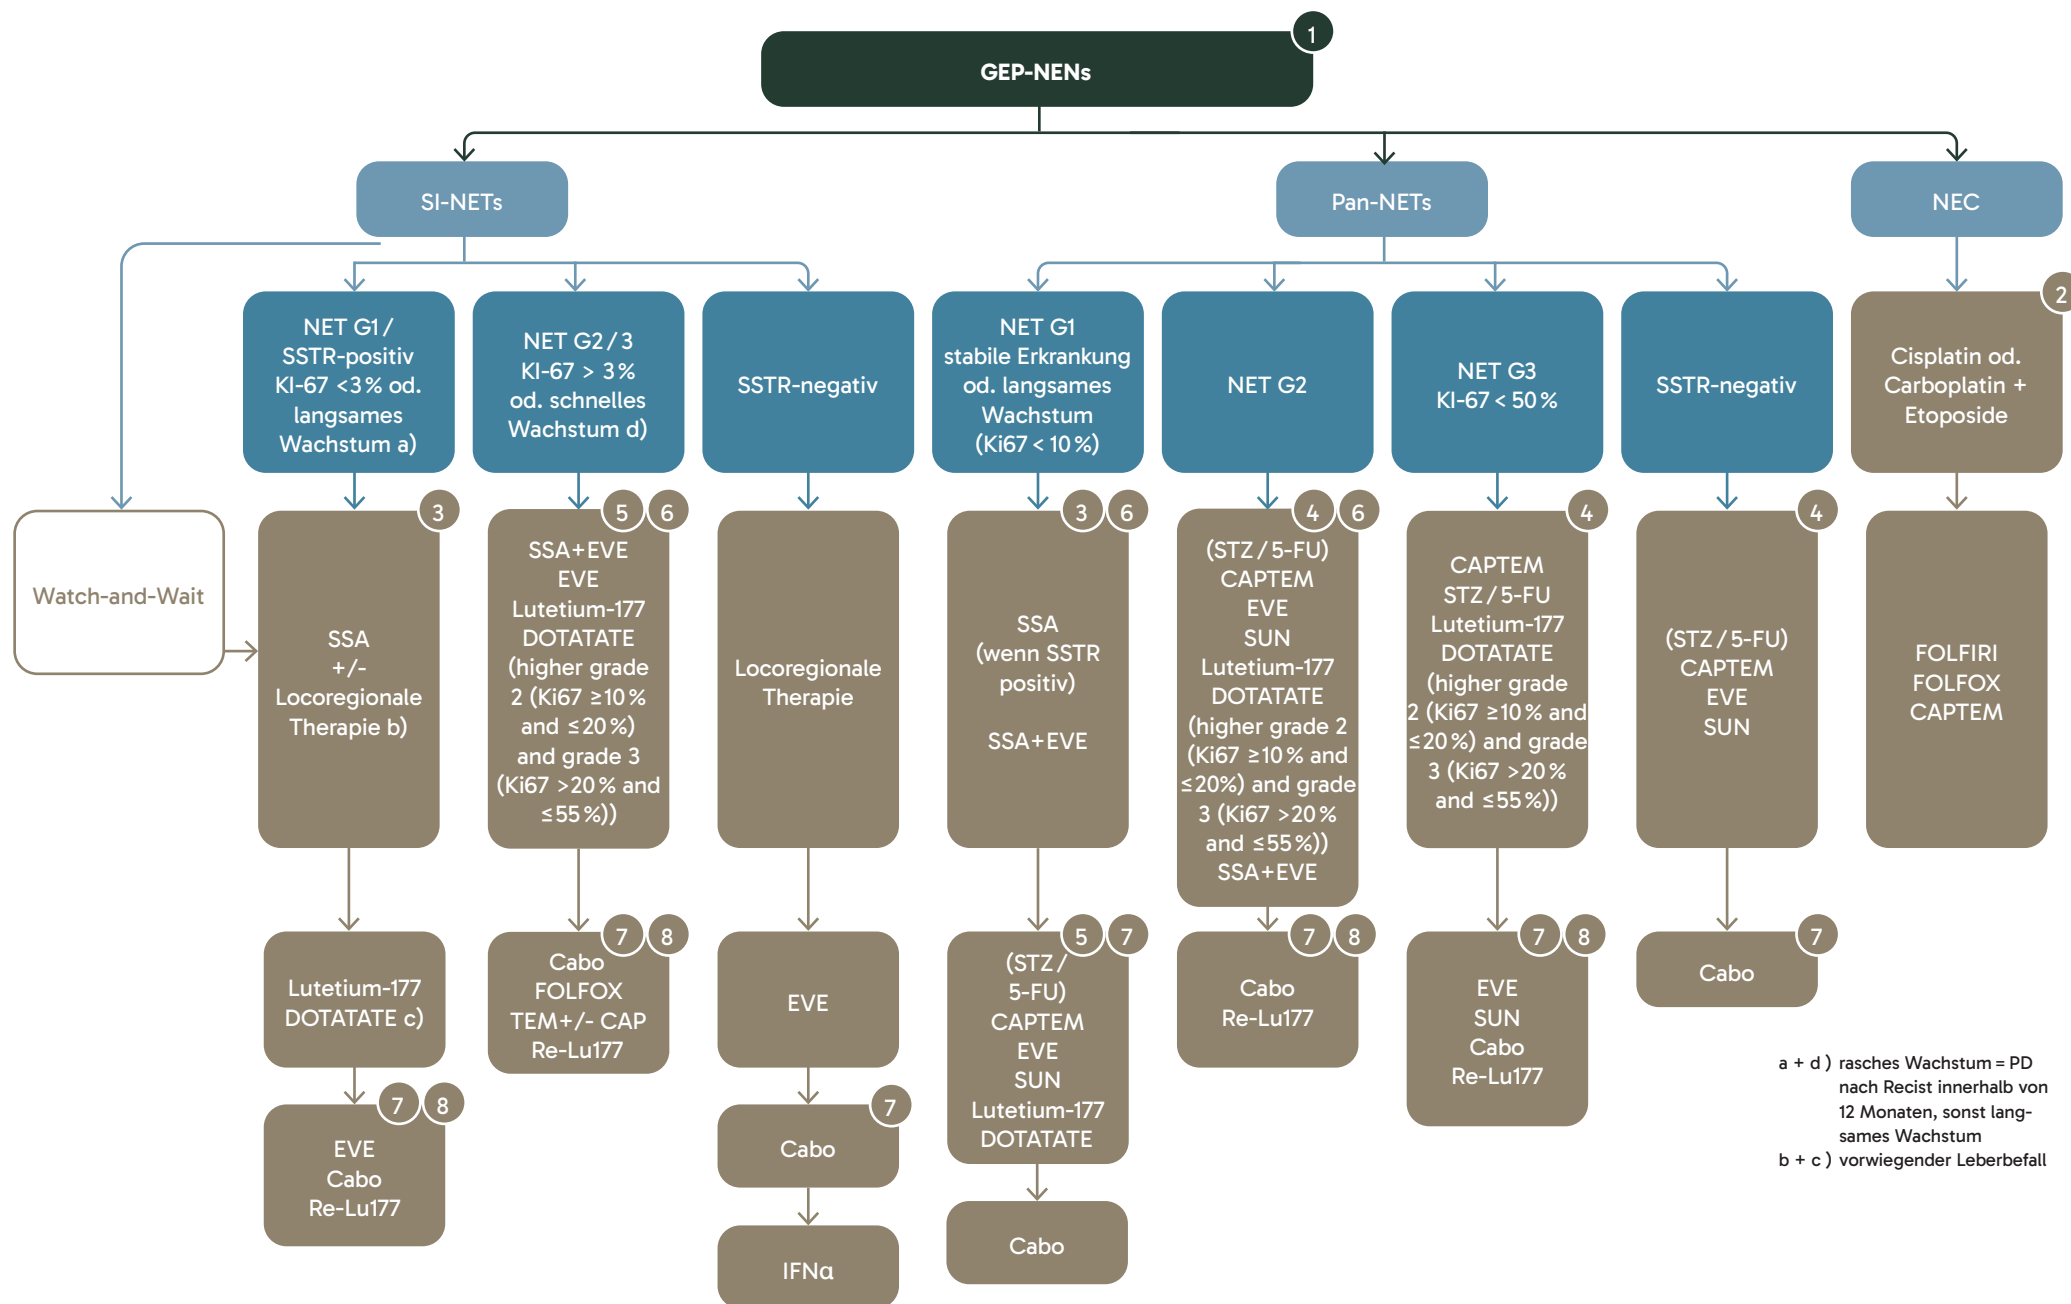 1
GEP-NENs
SI-NETs
Pan-NETs
NEC
NET G1 /
SSTR-positiv
KI-67 <3 % od.
langsames
Wachstum a)
NET G2 / 3
KI-67 > 3 %
od. schnelles
Wachstum d)
SSTR-negativ
NET G1
stabile Erkrankung
od. langsames
Wachstum
(Ki67 < 10 %)
NET G2
NET G3
KI-67 < 50 %
SSTR-negativ
2
Cisplatin od.
Carboplatin +
Etoposide
Watch-and-Wait
3
SSA
+/-
Locoregionale
Therapie b)
5 6
SSA+EVE
EVE
Lutetium-177
DOTATATE
(higher grade
2 (Ki67 ≥10 %
and ≤20 %)
and grade 3
(Ki67 >20 % and
≤55 %))
Locoregionale
Therapie
3 6
SSA
(wenn SSTR
positiv)
SSA+EVE
4 6
(STZ / 5-FU)
CAPTEM
EVE
SUN
Lutetium-177
DOTATATE
(higher grade 2
(Ki67 ≥10 % and
≤20%) and grade
3 (Ki67 >20 %
and ≤55 %))
SSA+EVE
4
CAPTEM
STZ / 5-FU
Lutetium-177
DOTATATE
(higher grade
2 (Ki67 ≥10 % and
≤20 %) and grade
3 (Ki67 >20 %
and ≤55 %))
4
(STZ / 5-FU)
CAPTEM
EVE
SUN
FOLFIRI
FOLFOX
CAPTEM
Lutetium-177
DOTATATE c)
7 8
Cabo
FOLFOX
TEM+/- CAP
Re-Lu177
EVE
5 7
(STZ /
5-FU)
CAPTEM
EVE
SUN
Lutetium-177
DOTATATE
7 8
Cabo
Re-Lu177
7 8
EVE
SUN
Cabo
Re-Lu177
7
Cabo
7 8
EVE
Cabo
Re-Lu177
7
Cabo
IFNα
Cabo
a + d ) rasches Wachstum = PD
nach Recist innerhalb von
12 Monaten, sonst lang-
sames Wachstum
b + c ) vorwiegender Leberbefall